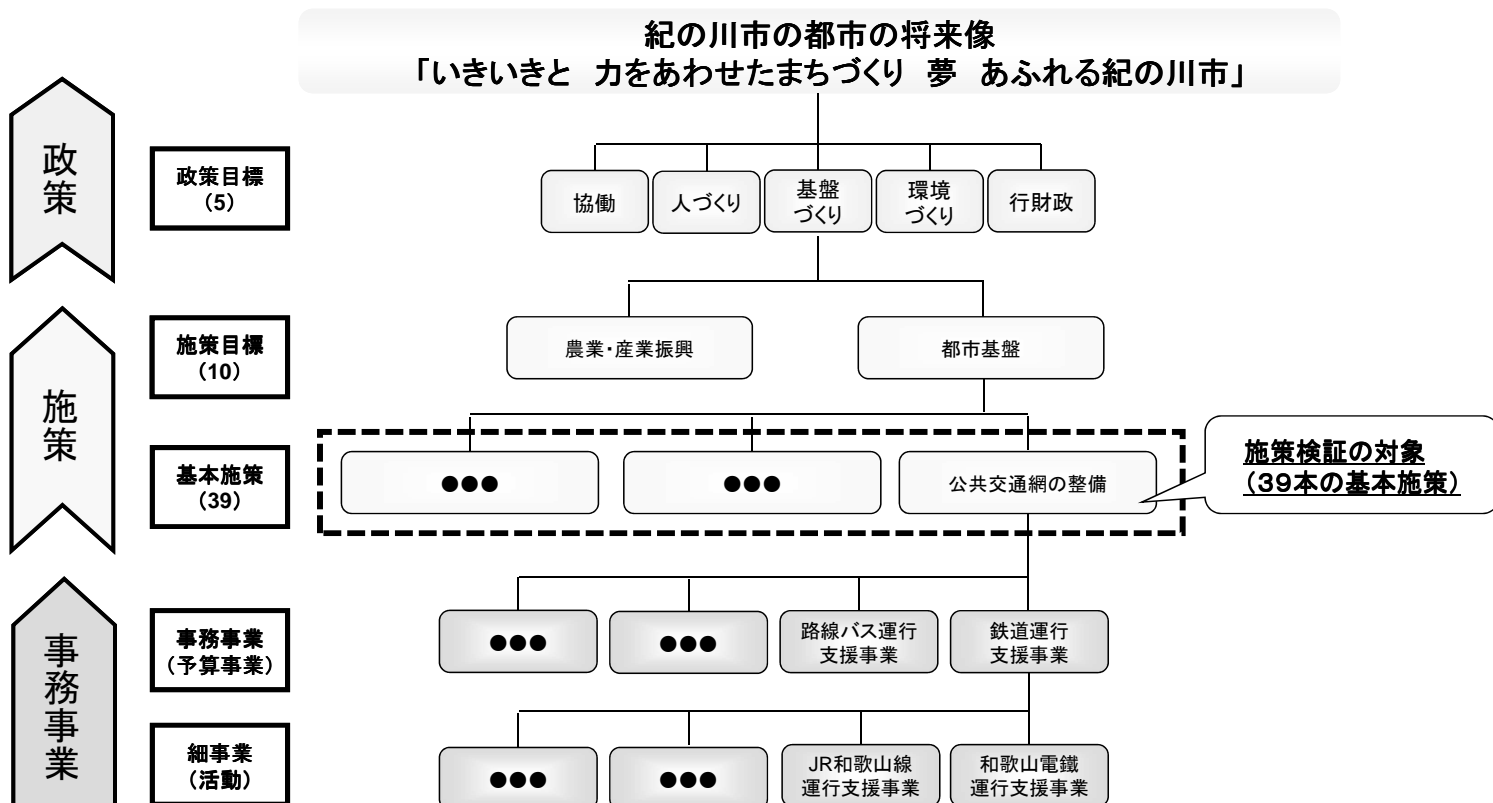 紀の川市の都市の将来像
「いきいきと 力をあわせたまちづくり 夢 あふれる紀の川市」
政策
政策目標
(5)
協働
人づくり
基盤
づくり
環境
づくり
行財政
施策
施策目標
(10)
農業・産業振興
都市基盤
基本施策
(39)
●●●
●●●
公共交通網の整備
施策検証の対象
(39本の基本施策)
事務事業
事務事業
(予算事業)
●●●
●●●
路線バス運行
支援事業
鉄道運行
支援事業
細事業
(活動)
●●●
●●●
JR和歌山線
運行支援事業
和歌山電鐵
運行支援事業